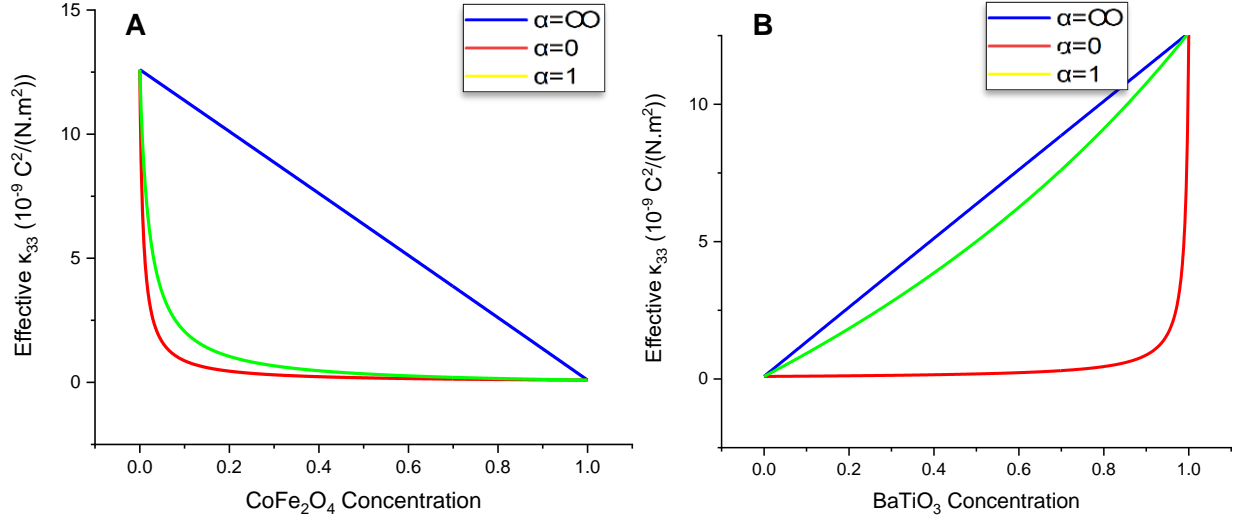 A
α=∞
α=0
α=1
15
10
5
0
Effective κ33 (10-9 C2/(N.m2))
0.0 0.2 0.4 0.6 0.8 1.0
CoFe2O4 Concentration
B
α=∞
α=0
α=1
10
5
0
Effective κ33 (10-9 C2/(N.m2))
0.0 0.2 0.4 0.6 0.8 1.0
BaTiO3 Concentration